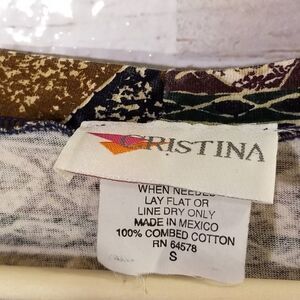 CRISTINA
WHEN NEEDED
LAY FLAT OR
LINE DRY ONLY
MADE IN MEXICO
100% COMBED COTTON
RN 64578
S